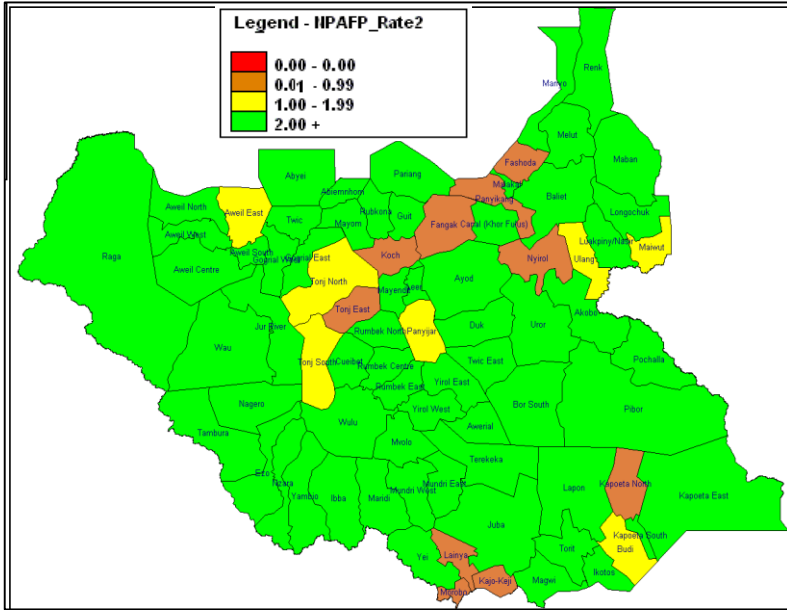 Legend - NPAFP_Rate2
0.00 - 0.00
0.01 - 0.99
1.00 - 1.99
2.00 +
Renk
Manyo
Melut
Fashoda
Maban
Abyei
Pariang
Malakal
Panyikang
Baliet
Abiemnhom
Rubkona
Aweil North
Aweil East
Twic
Mayom
Guit
Fangak
Canal (Khor Fulus)
Longchuk
Aweil West
Luakpiny/Nasir
Maiwut
Raga
Aweil South
Gogrial West
Gogrial East
Koch
Nyirol
Ulang
Aweil Centre
Tonj North
Ayod
Mayendit
Leer
Tonj East
Akobo
Jur River
Rumbek North
Panyijar
Duk
Uror
Wau
Pochalla
Tonj South
Cueibet
Rumbek Centre
Twic East
Rumbek East
Yirol East
Nagero
Yirol West
Bor South
Pibor
Tambura
Wulu
Awerial
Mvolo
Terekeka
Ezo
Nzara
Yambio
Ibba
Maridi
Mundri West
Mundri East
Lapon
Kapoeta North
Kapoeta East
Juba
Kapoeta South
Yei
Lainya
Torit
Budi
Morobo
Kajo-Kaji
Magwi
Ikotos